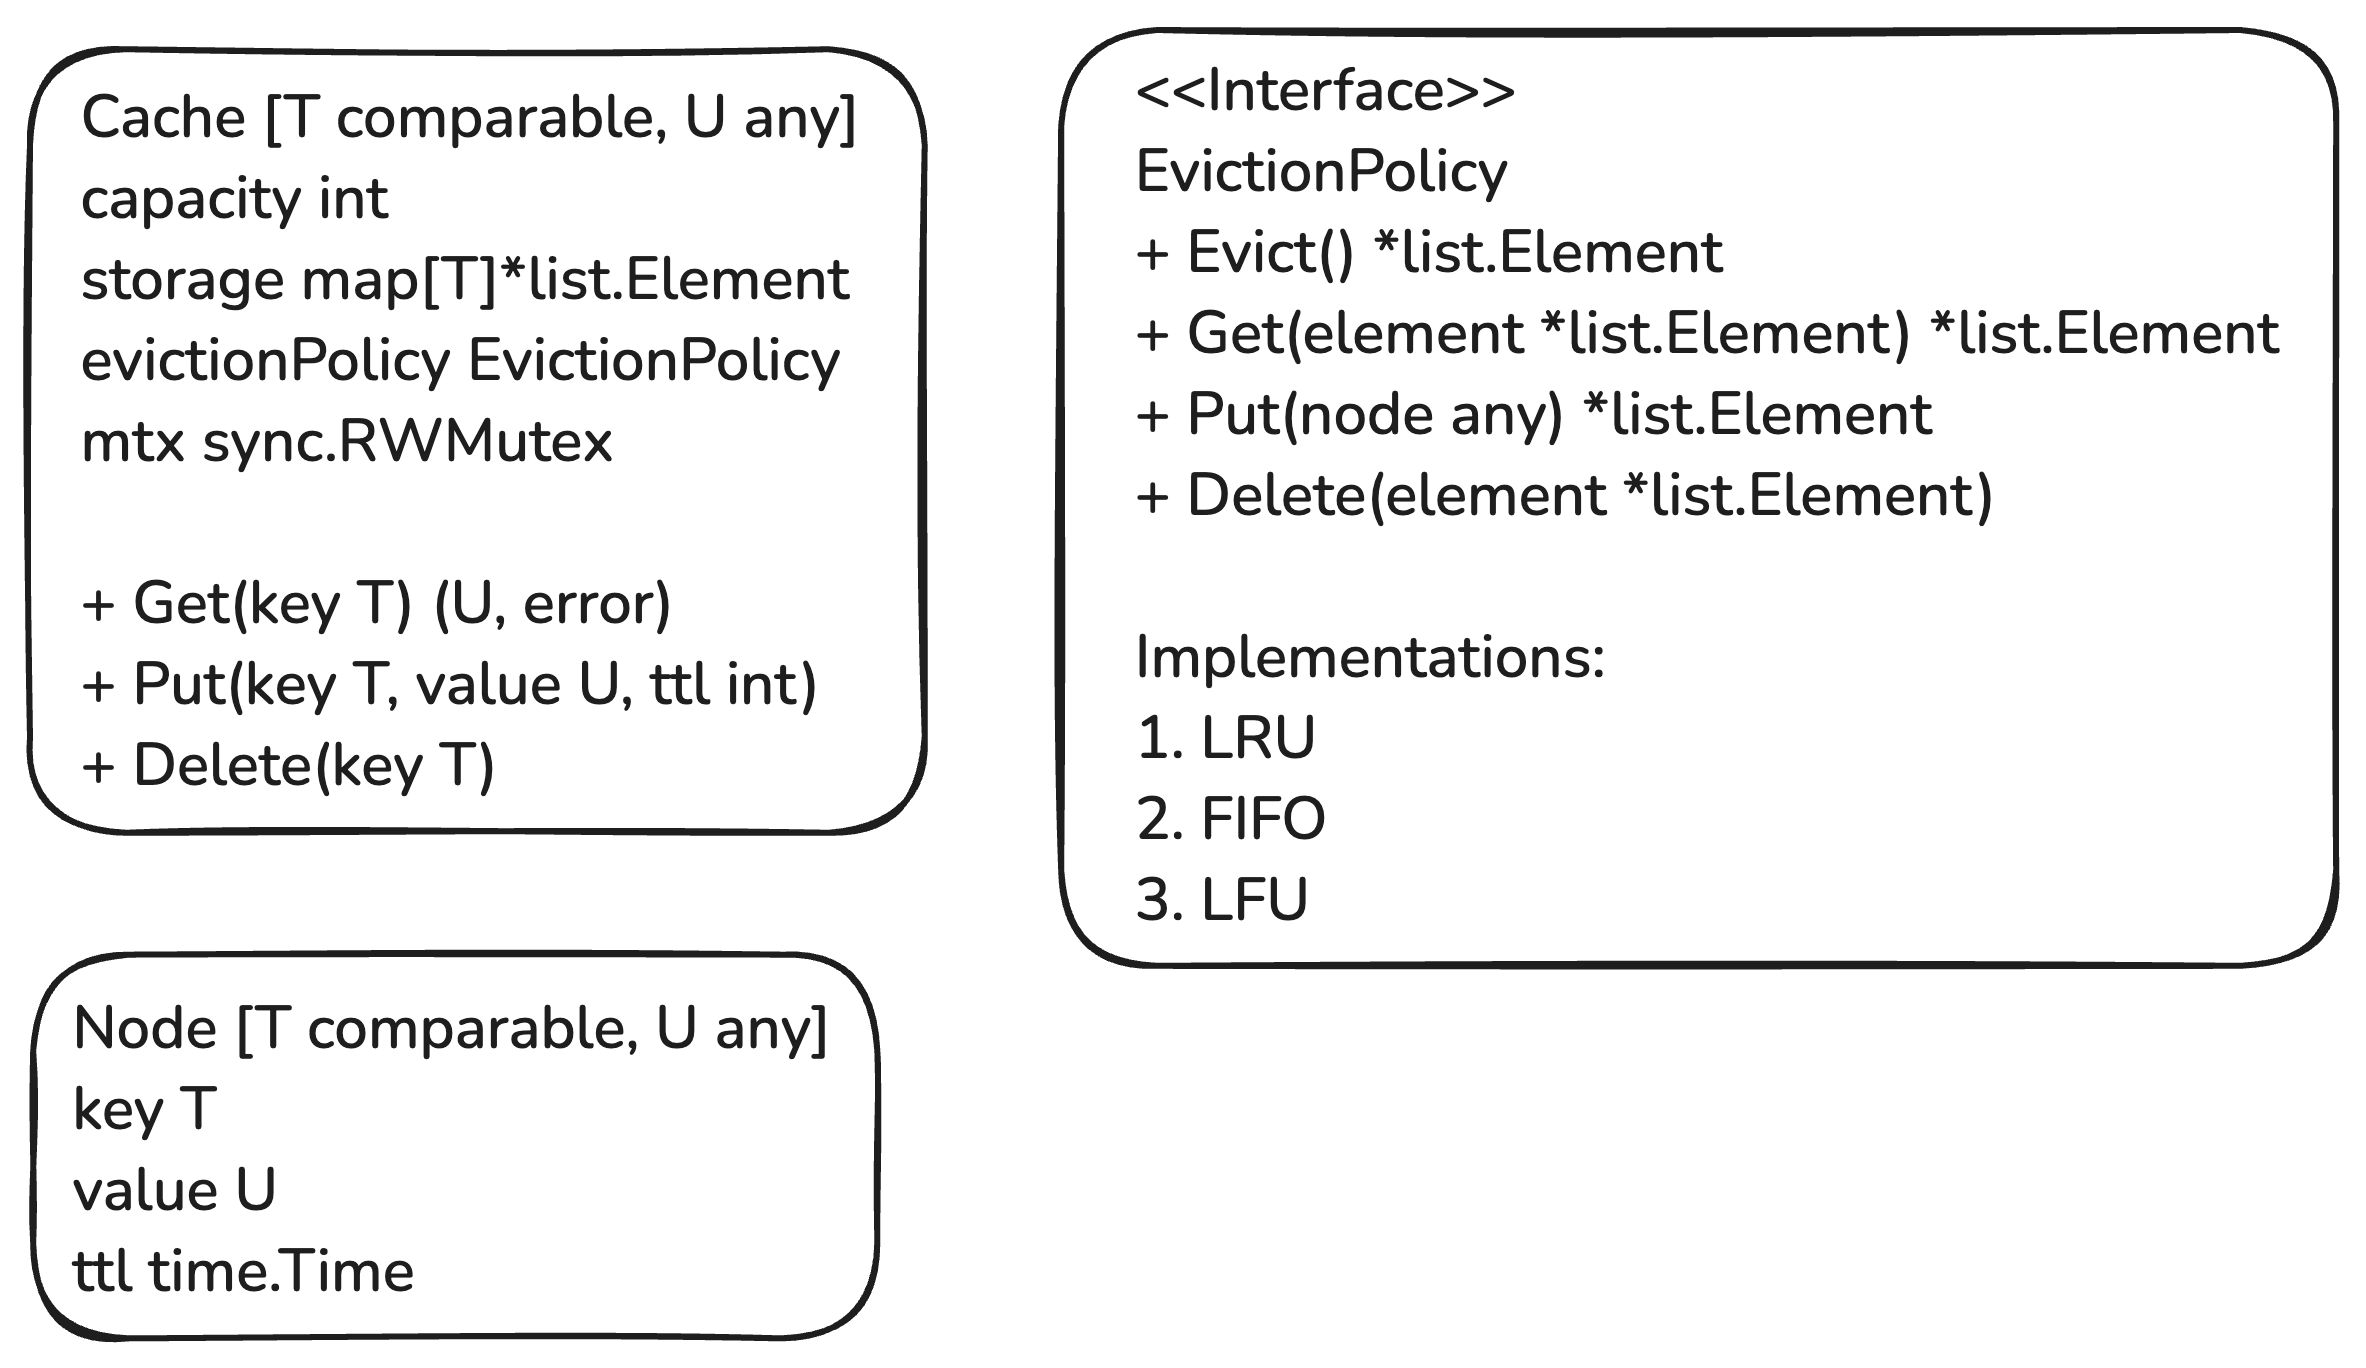 Cache [T comparable, U any]
capacity int
storage map[T]*list.Element
evictionPolicy EvictionPolicy
mtx sync.RWMutex
+ Get(key T) (U, error)
+ Put(key T, value U, ttl int)
+ Delete(key T)
<<Interface>>
EvictionPolicy
+ Evict() *list.Element
+ Get(element *list.Element) *list.Element
+ Put(node any) *list.Element
+ Delete(element *list.Element)
Implementations:
1. LRU
2. FIFO
3. LFU
Node [T comparable, U any]
key T
value U
ttl time.Time